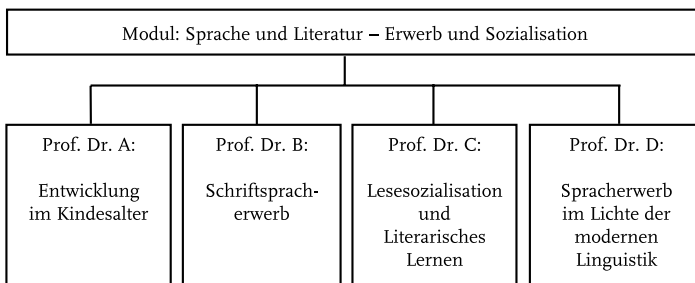 Modul: Sprache und Literatur – Erwerb und Sozialisation
Prof. Dr. A:
Entwicklung
im Kindesalter
Prof. Dr. B:
Schriftsprach-
erwerb
Prof. Dr. C:
Lesesozialisation
und
Literarisches
Lernen
Prof. Dr. D:
Spracherwerb
im Lichte der
modernen
Linguistik